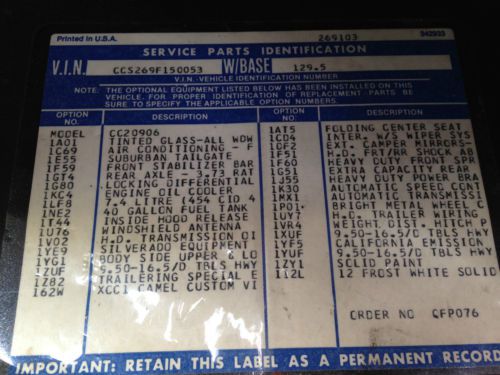 Printed in U.S.A. 269103 342933
SERVICE PARTS IDENTIFICATION
V.I.N. CCS269F150053 W/BASE 129.5
V.I.N.-VEHICLE IDENTIFICATION NUMBER
NOTE: THE OPTIONAL EQUIPMENT LISTED BELOW HAS BEEN INSTALLED ON THIS
VEHICLE. FOR PROPER IDENTIFICATION OF REPLACEMENT PARTS BE
SURE TO SPECIFY THE APPLICABLE OPTION NUMBERS.
OPTION NO. DESCRIPTION OPTION NO. DESCRIPTION
MODEL CC20906
1A01 TINTED GLASS-ALL WDW
1C69 AIR CONDITIONING - F
1E55 SUBURBAN TAILGATE
1F59 FRONT STABILIZER BAR
1GT4 REAR AXLE - 3.73 RAT
1G80 LOCKING DIFFERENTIAL
1KC4 ENGINE OIL COOLER
1LF8 7.4 LITRE (454 CID 4
1NE2 40 GALLON FUEL TANK
1T44 INSIDE HOOD RELEASE
1U76 WINDSHIELD ANTENNA
1V02 H.D. TRANSMISSION OI
1YE9 SILVERADO EQUIPMENT
1YF4 BODY SIDE UPPER & LO
1ZUF 9.50-16.5/D TBLS HWY
1Z82 TRAILERING SPECIAL E
162W XCCI CAMEL CUSTOM VI
1AT5 FOLDING CENTER SEAT
1CD4 INTER. W/S WIPER SYS
1DF2 EXT. CAMPER MIRRORS-
1F51 H.D. FRT/RR SHOCK AB
1F60 HEAVY DUTY FRONT SPR
1G51 EXTRA CAPACITY REAR
1J55 HEAVY DUTY POWER BRA
1K30 AUTOMATIC SPEED CONT
1MX1 AUTOMATIC TRANSMISSI
1P01 BRIGHT METAL WHEEL C
1UY7 H.D. TRAILER WIRING
1VR4 WEIGHT DIST. HITCH P
1XUF 9.50-16.5/D TBLS HWY
1YF5 CALIFORNIA EMISSION
1YUF 9.50-16.5/D TBLS HWY
1ZY1 SOLID PAINT
112L 12 FROST WHITE SOLID
ORDER NO QFP076
IMPORTANT: RETAIN THIS LABEL AS A PERMANENT RECORD